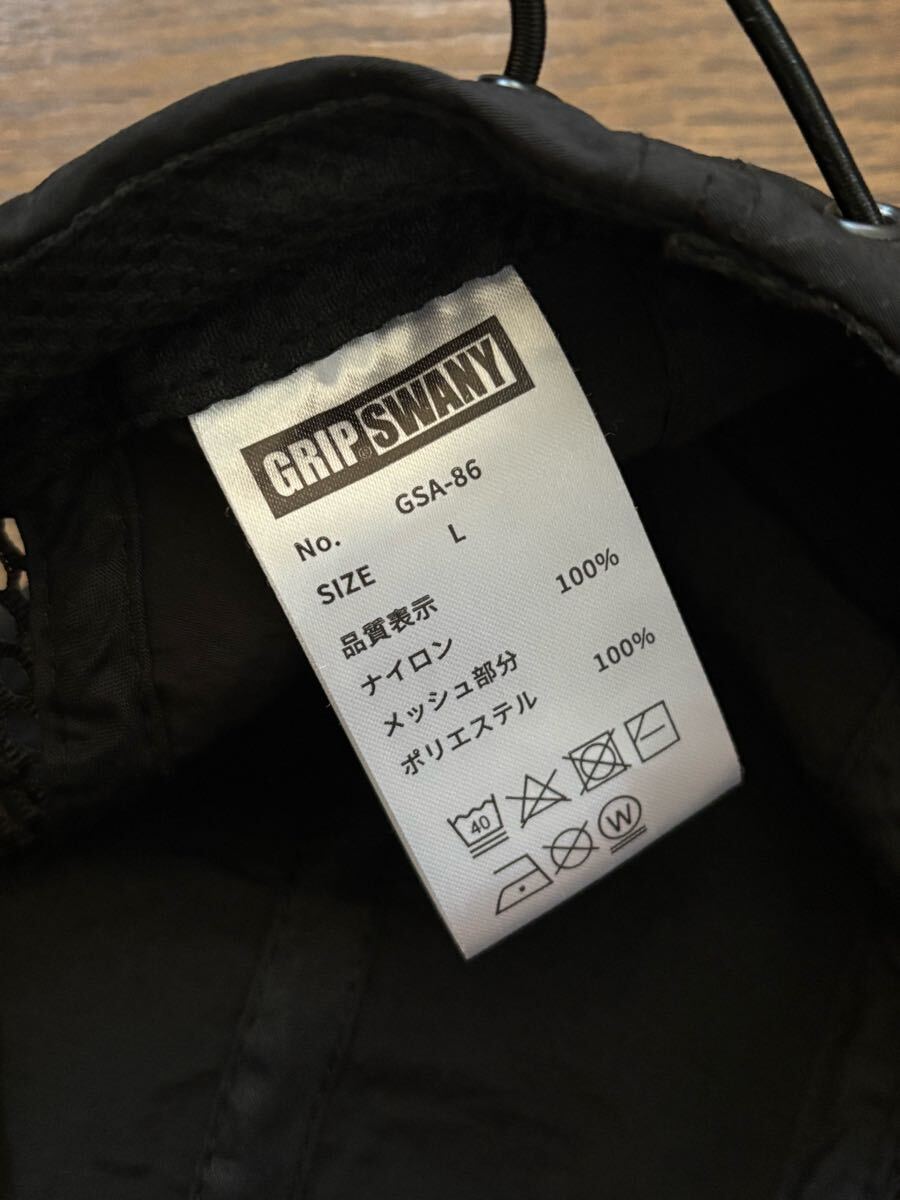 GRIP SWANY
No. GSA-86
SIZE L
品質表示
ナイロン 100%
メッシュ部分
ポリエステル 100%
40
W